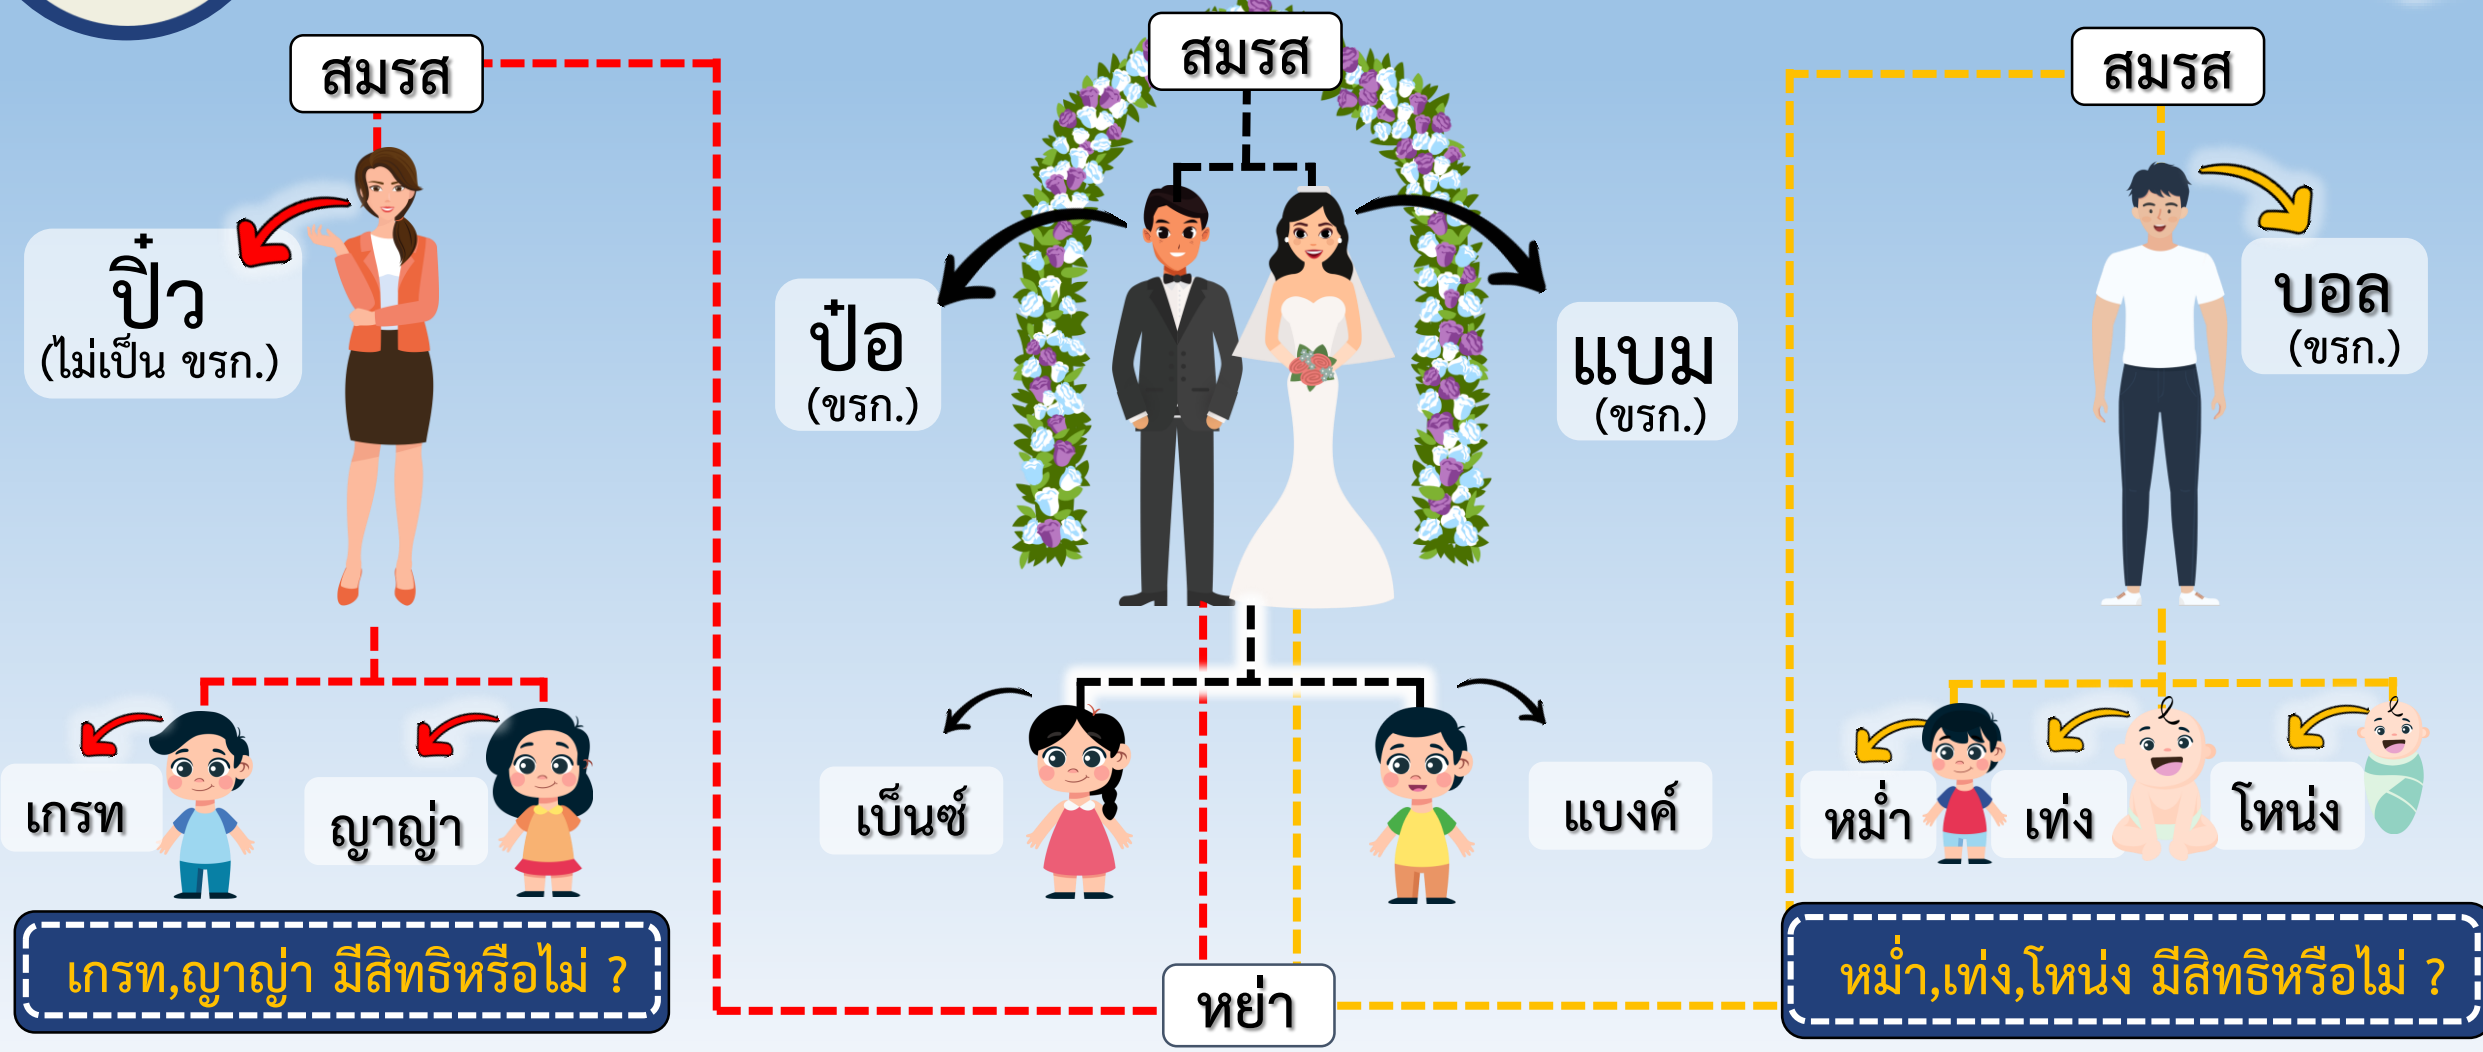 สมรส
ปิ๋ว
(ไม่เป็น ขรก.)
เกรท
ญาญ่า
เกรท,ญาญ่า มีสิทธิหรือไม่ ?
สมรส
ป๋อ
(ขรก.)
แบม
(ขรก.)
เบ็นซ์
แบงค์
หย่า
สมรส
บอล
(ขรก.)
หม่ำ
เท่ง
โหน่ง
หม่ำ,เท่ง,โหน่ง มีสิทธิหรือไม่ ?